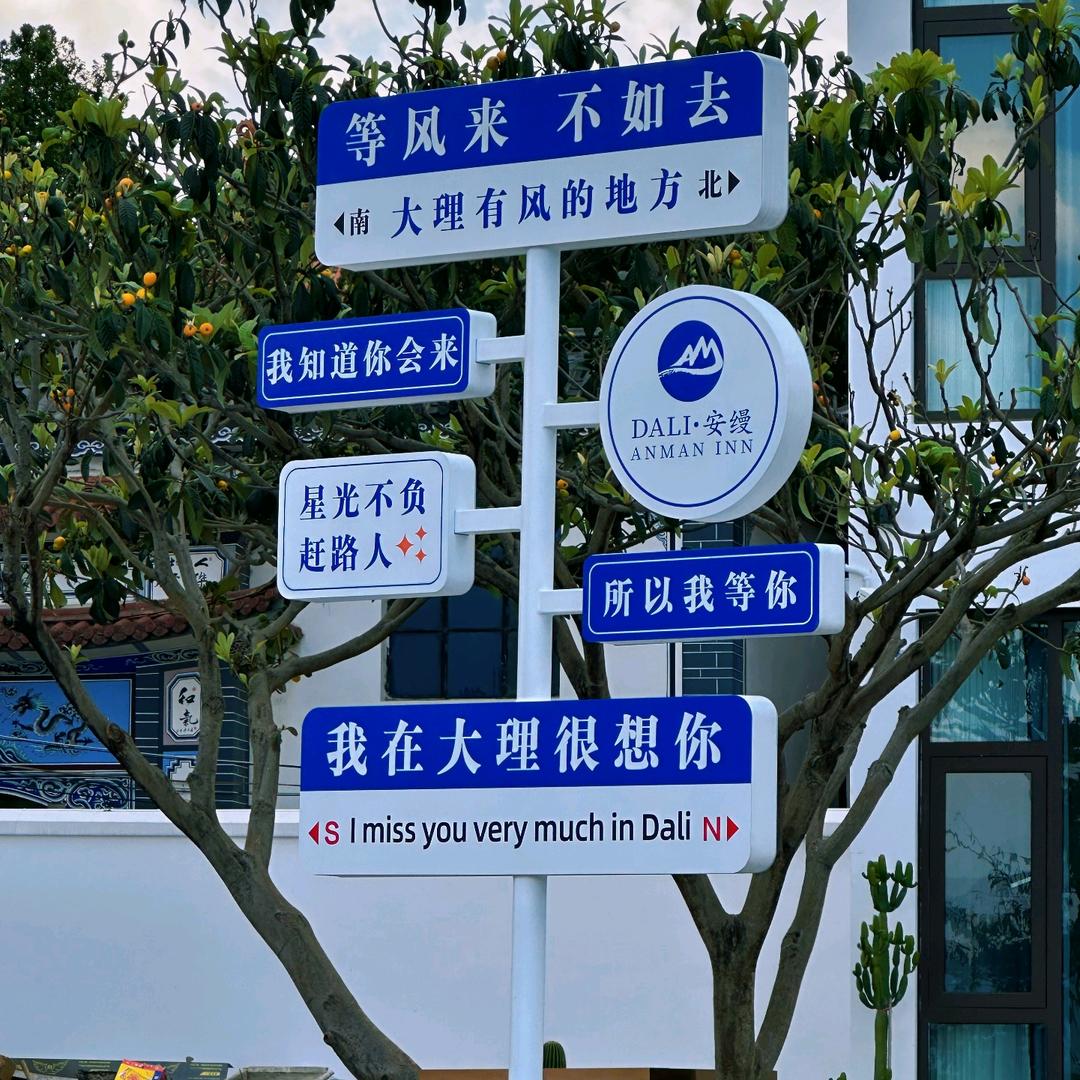 等风来 不如去
南 大理有风的地方 北
我知道你会来
DALI·安缦
ANMAN INN
星光不负
赶路人
所以我等你
我在大理很想你
S I miss you very much in Dali N
和氣